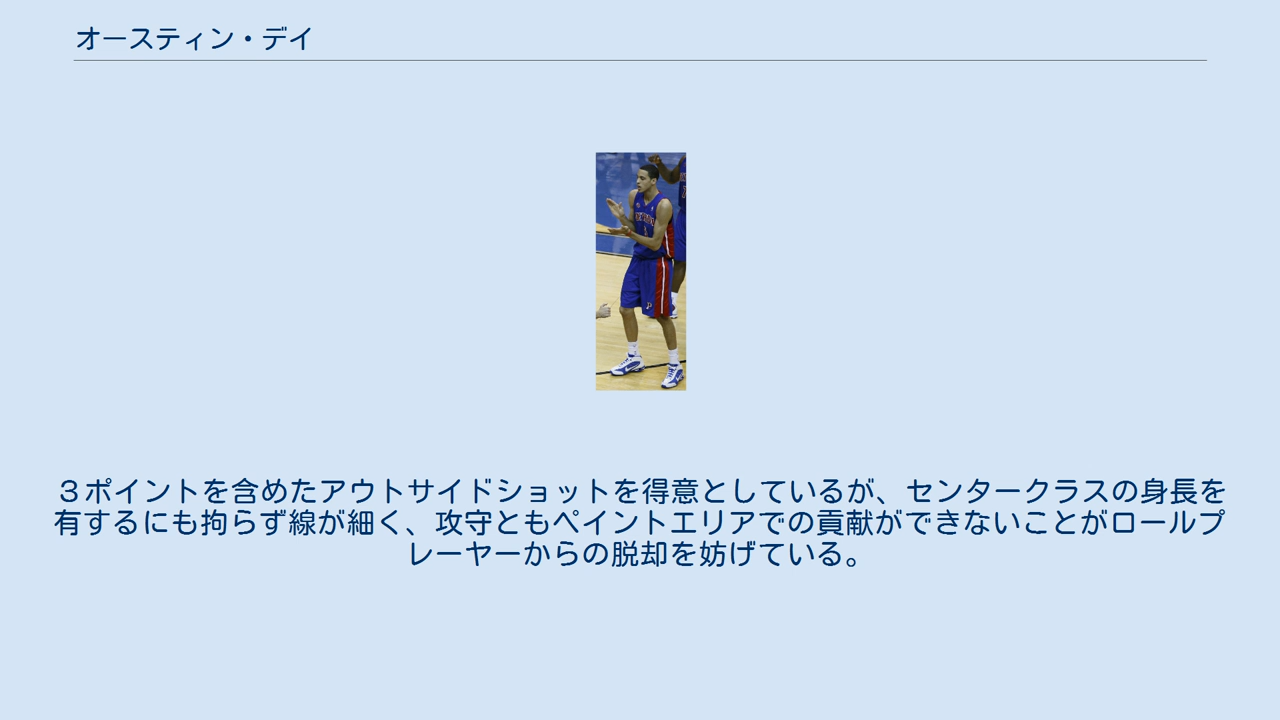 オースティン・デイ
３ポイントを含めたアウトサイドショットを得意としているが、センタークラスの身長を
有するにも拘らず線が細く、攻守ともペイントエリアでの貢献ができないことがロールプ
レーヤーからの脱却を妨げている。